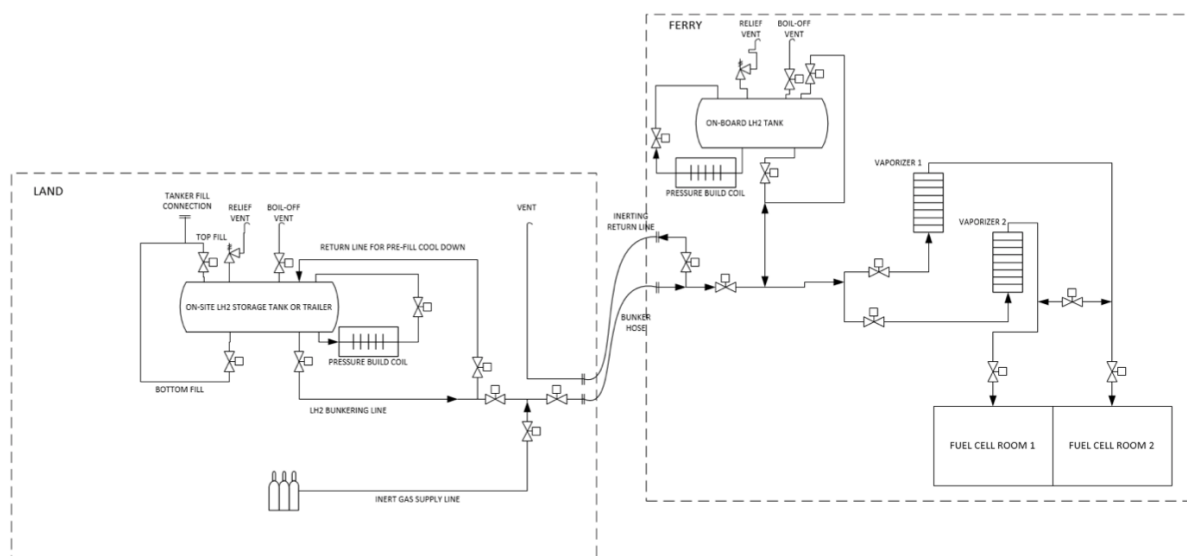 FERRY
RELIEF
VENT
BOIL-OFF
VENT
ON-BOARD LH2 TANK
PRESSURE BUILD COIL
VAPORIZER 1
VAPORIZER 2
LAND
TANKER FILL
CONNECTION
RELIEF
VENT
BOIL-OFF
VENT
TOP FILL
RETURN LINE FOR PRE-FILL COOL DOWN
VENT
INERTING
RETURN LINE
ON-SITE LH2 STORAGE TANK OR TRAILER
BUNKER
HOSE
PRESSURE BUILD COIL
BOTTOM FILL
LH2 BUNKERING LINE
INERT GAS SUPPLY LINE
FUEL CELL ROOM 1
FUEL CELL ROOM 2